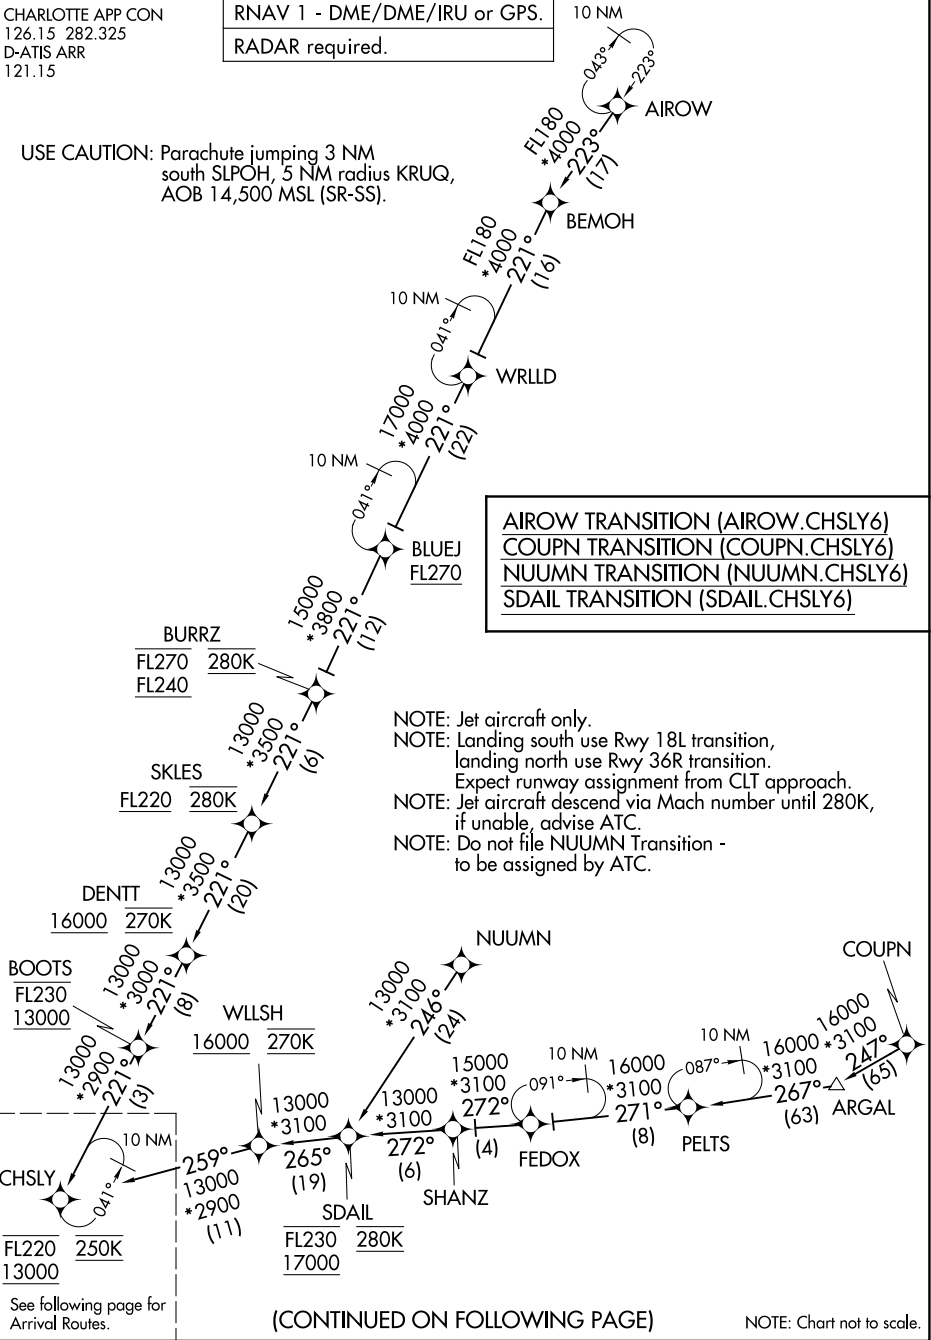 CHARLOTTE APP CON
126.15 282.325
D-ATIS ARR
121.15
RNAV 1 - DME/DME/IRU or GPS.
RADAR required.
USE CAUTION: Parachute jumping 3 NM
south SLPOH, 5 NM radius KRUQ,
AOB 14,500 MSL (SR-SS).
10 NM
043°
223°
AIROW
FL180
*4000
223°
(17)
BEMOH
FL180
*4000
221°
(16)
10 NM
041°
WRLLD
17000
*4000
221°
(22)
10 NM
041°
BLUEJ
FL270
AIROW TRANSITION (AIROW.CHSLY6)
COUPN TRANSITION (COUPN.CHSLY6)
NUUMN TRANSITION (NUUMN.CHSLY6)
SDAIL TRANSITION (SDAIL.CHSLY6)
15000
*3800
221°
(12)
BURRZ
FL270 280K
FL240
13000
*3500
221°
(6)
SKLES
FL220 280K
NOTE: Jet aircraft only.
NOTE: Landing south use Rwy 18L transition,
landing north use Rwy 36R transition.
Expect runway assignment from CLT approach.
NOTE: Jet aircraft descend via Mach number until 280K,
if unable, advise ATC.
NOTE: Do not file NUUMN Transition -
to be assigned by ATC.
13000
*3500
221°
(20)
DENTT
16000 270K
13000
*3000
221°
(8)
BOOTS
FL230
13000
13000
*2900
221°
(3)
NUUMN
13000
*3100
246°
(24)
COUPN
16000
*3100
247°
(65)
ARGAL
16000
*3100
267°
(63)
10 NM
087°
PELTS
16000
*3100
271°
(8)
10 NM
091°
FEDOX
15000
*3100
272°
(4)
SHANZ
13000
*3100
272°
(6)
SDAIL
FL230 280K
17000
13000
*3100
265°
(19)
WLLSH
16000 270K
259°
13000
*2900
(11)
10 NM
041°
CHSLY
FL220 250K
13000
See following page for
Arrival Routes.
(CONTINUED ON FOLLOWING PAGE)
NOTE: Chart not to scale.